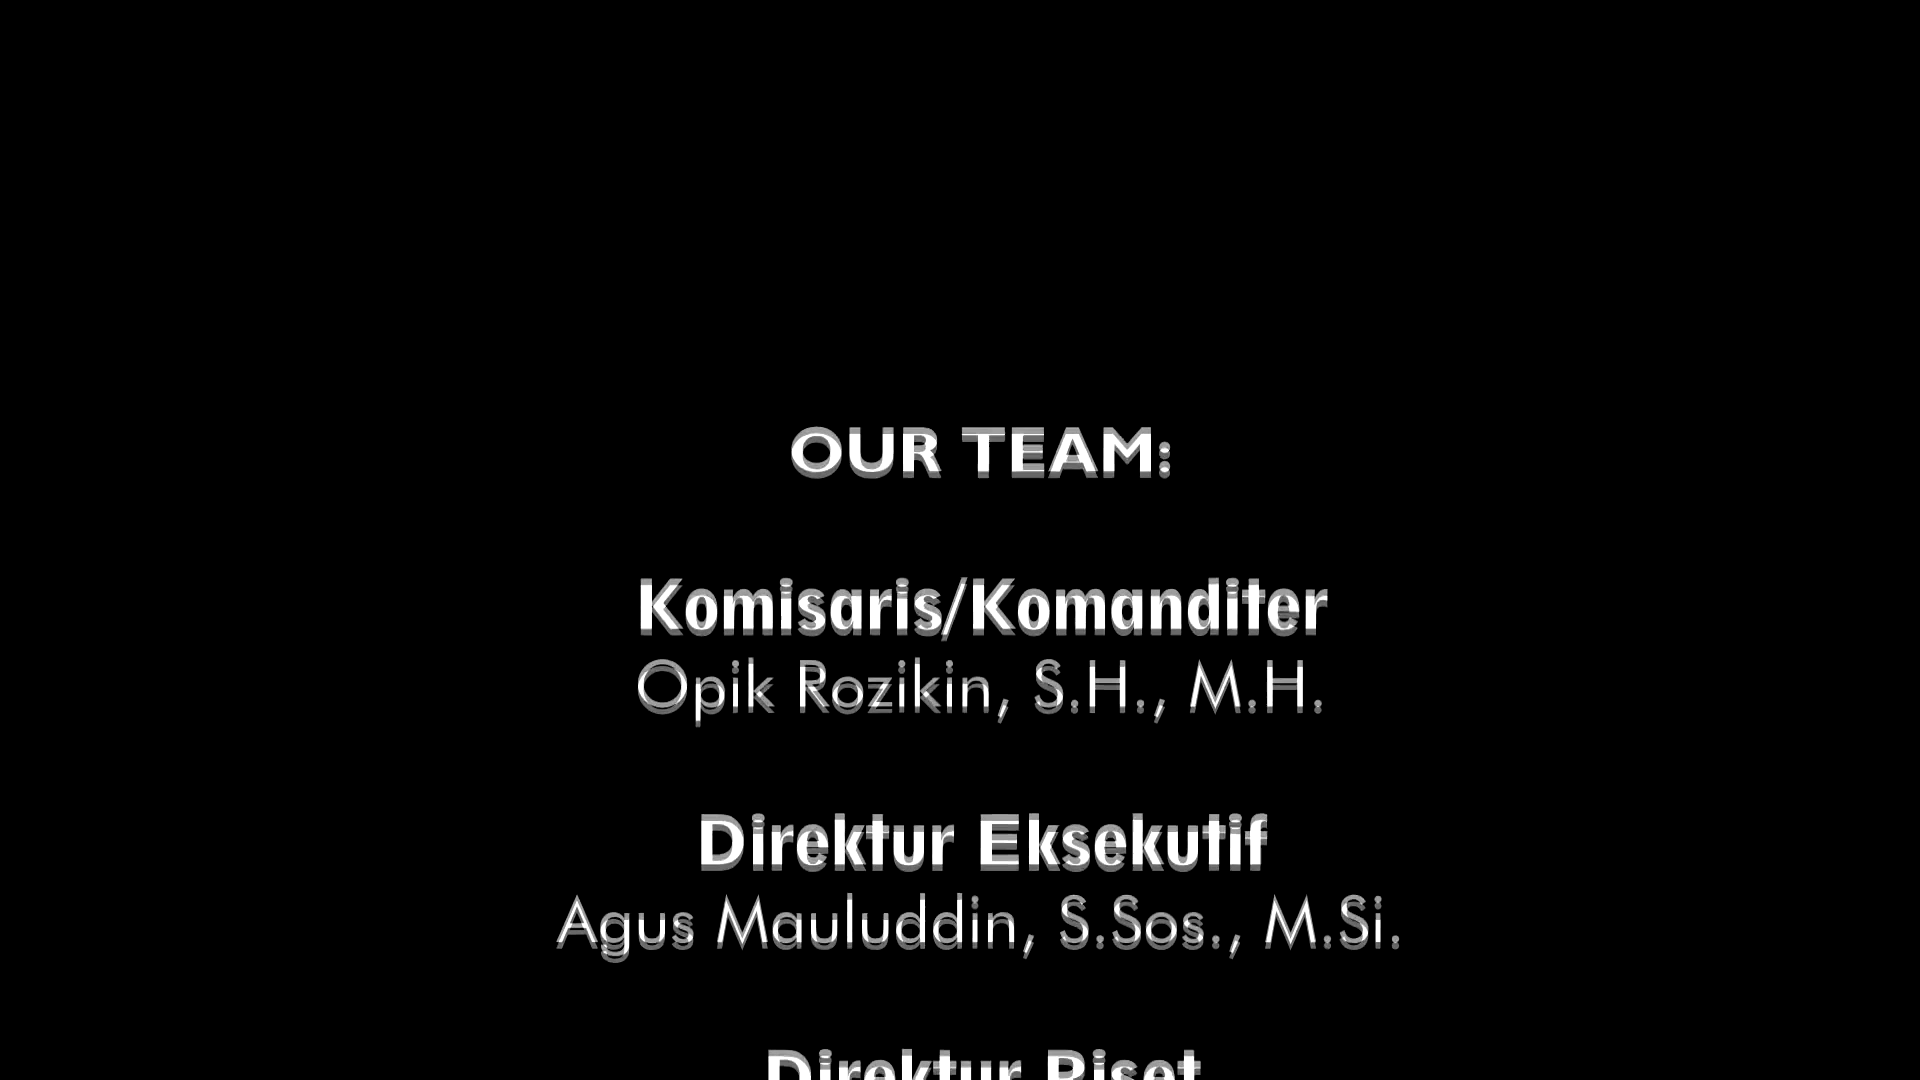 OUR TEAM:
Komisaris/Komanditer
Opik Rozikin, S.H., M.H.
Direktur Eksekutif
Agus Mauluddin, S.Sos., M.Si.
Direktur Riset